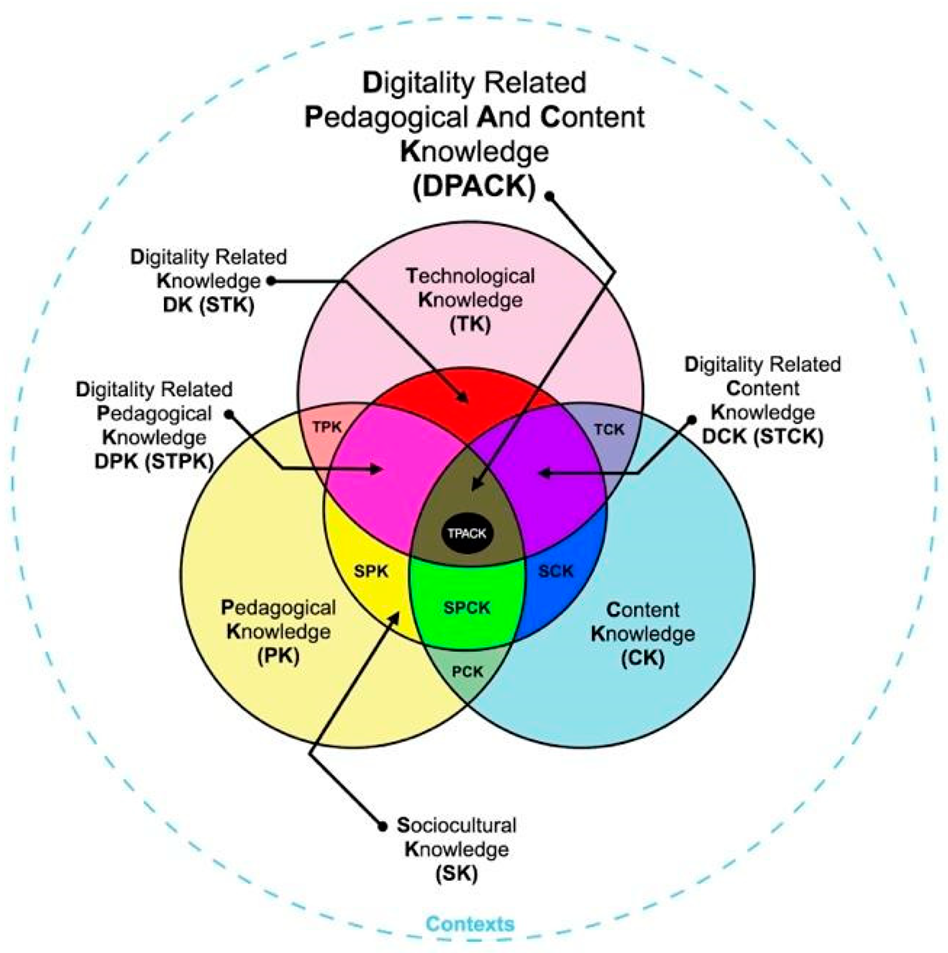 Digitality Related
Pedagogical And Content
Knowledge
(DPACK)
Digitality Related
Knowledge
DK (STK)
Technological
Knowledge
(TK)
Digitality Related
Pedagogical
Knowledge
DPK (STPK)
Digitality Related
Content
Knowledge
DCK (STCK)
TPK
TCK
TPACK
SPK
SCK
SPCK
Pedagogical
Knowledge
(PK)
Content
Knowledge
(CK)
PCK
Sociocultural
Knowledge
(SK)
Contexts